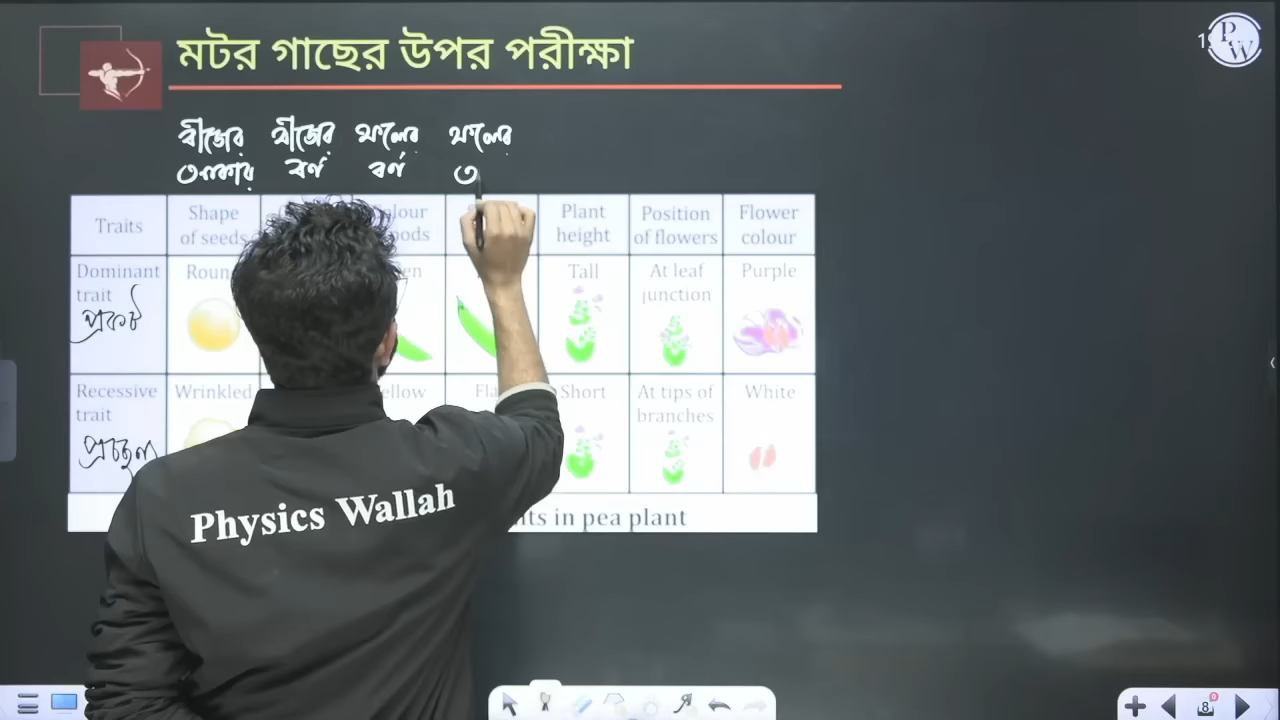 মটর গাছের উপর পরীক্ষা
PW
বীজের বীজের ফলের ফলের
আকার বর্ণ বর্ণ
Traits Shape of seeds Plant height Position of flowers Flower colour
Dominant trait Tall At leaf junction Purple
প্রকট
Recessive trait Wrinkled Short At tips of branches White
প্রচ্ছন্ন
in pea plant
Physics Wallah
8